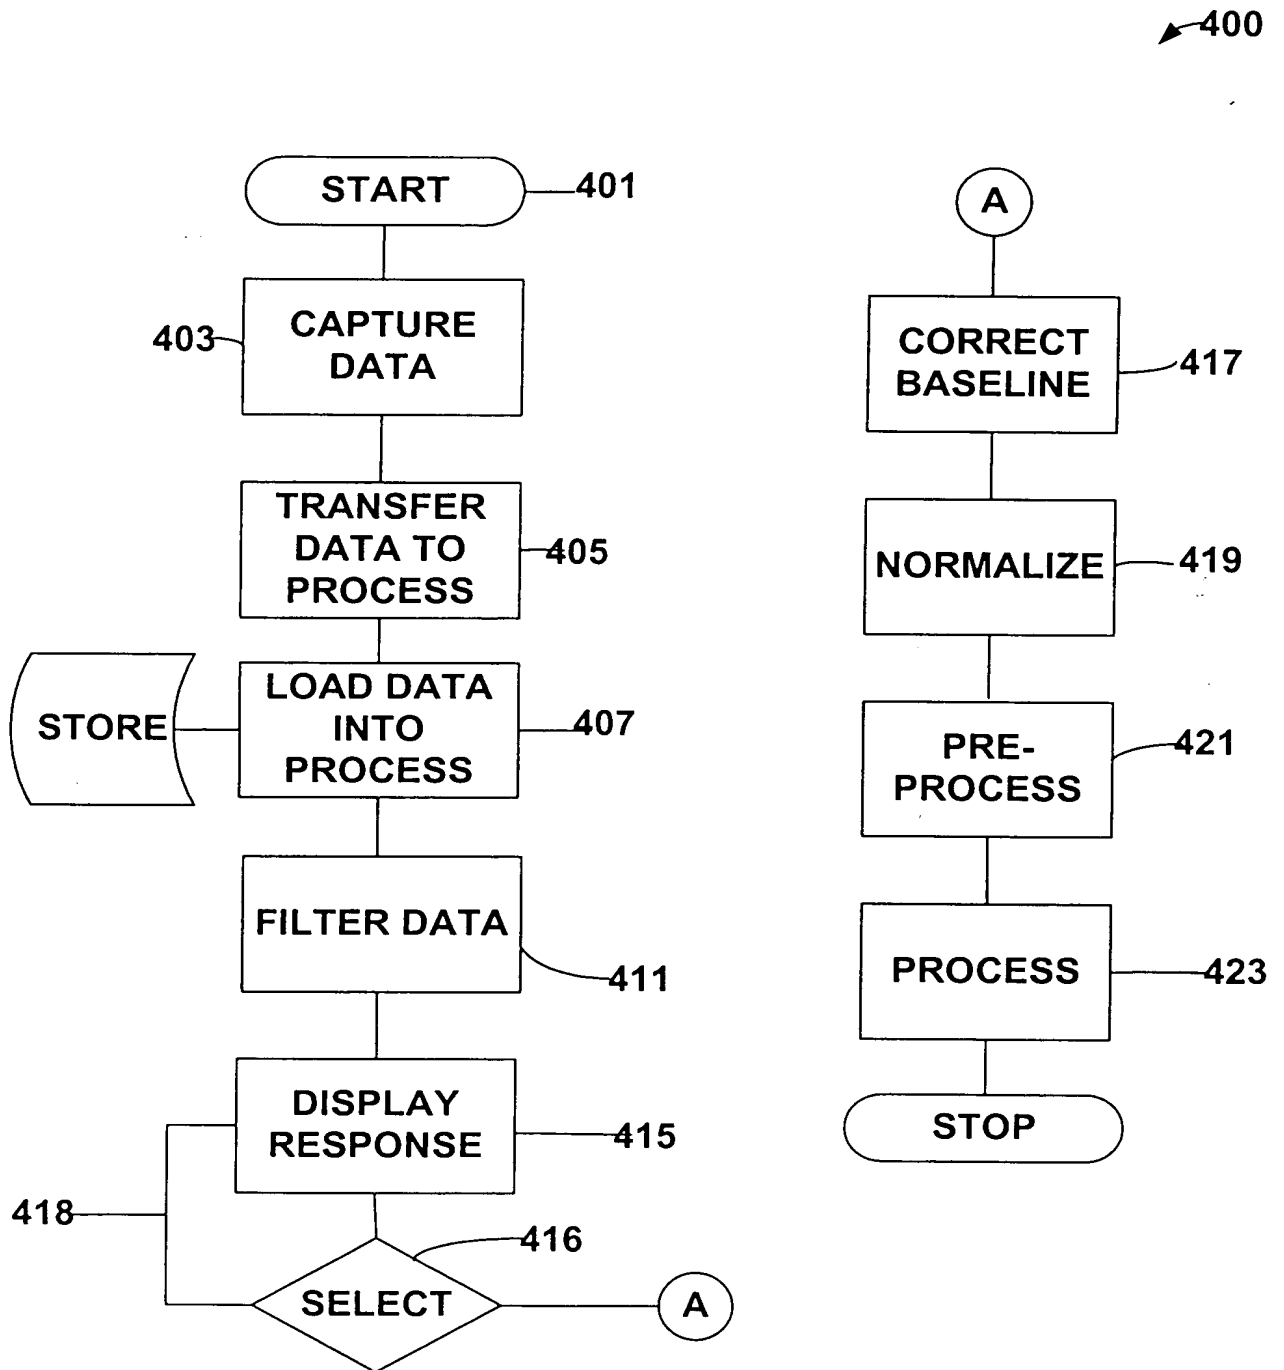 400
START
401
CAPTURE
DATA
403
TRANSFER
DATA TO
PROCESS
405
STORE
LOAD DATA
INTO
PROCESS
407
FILTER DATA
411
DISPLAY
RESPONSE
415
418
416
SELECT
A
A
CORRECT
BASELINE
417
NORMALIZE
419
PRE-
PROCESS
421
PROCESS
423
STOP